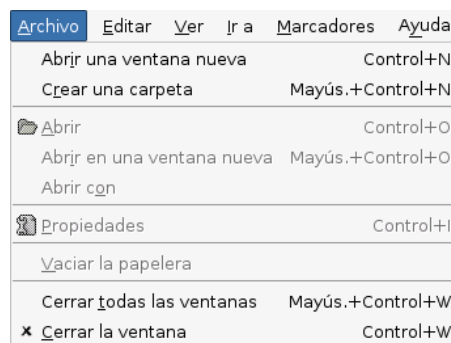 Archivo Editar Ver Ir a Marcadores Ayuda
Abrir una ventana nueva Control+N
Crear una carpeta Mayús.+Control+N
Abrir Control+O
Abrir en una ventana nueva Mayús.+Control+O
Abrir con
Propiedades Control+I
Vaciar la papelera
Cerrar todas las ventanas Mayús.+Control+W
Cerrar la ventana Control+W